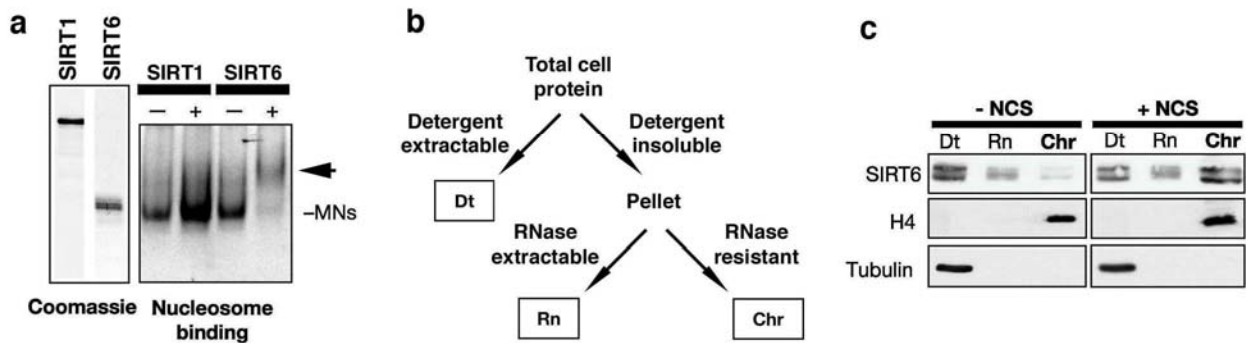 a
SIRT1
SIRT6
SIRT1 SIRT6
– + – +
–MNs
Coomassie
Nucleosome
binding
b
Total cell
protein
Detergent
extractable
Detergent
insoluble
Dt
Pellet
RNase
extractable
RNase
resistant
Rn
Chr
c
- NCS + NCS
Dt Rn Chr Dt Rn Chr
SIRT6
H4
Tubulin